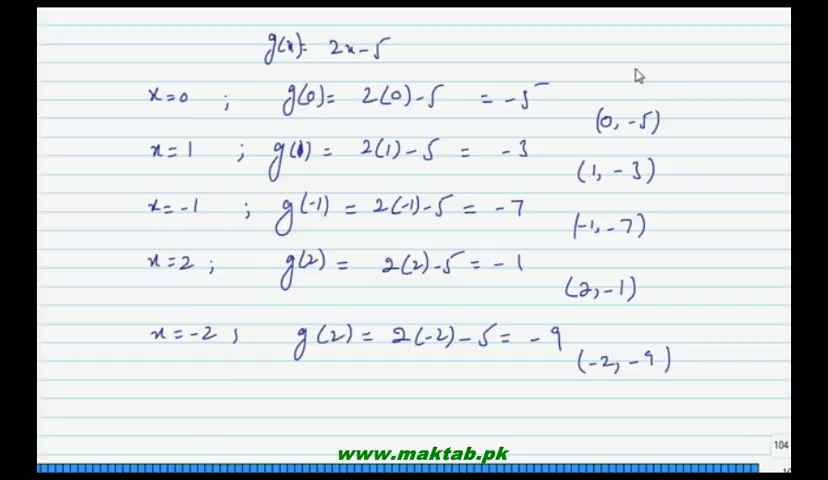 g(x)= 2x-5
x=0 ; g(0)= 2(0)-5 = -5 (0, -5)
x=1 ; g(1) = 2(1)-5 = -3 (1, -3)
x=-1 ; g(-1) = 2(-1)-5 = -7 (-1, -7)
x=2 ; g(2) = 2(2)-5 = -1 (2, -1)
x=-2 ; g(2) = 2(-2)-5 = -9 (-2, -9)
104
www.maktab.pk